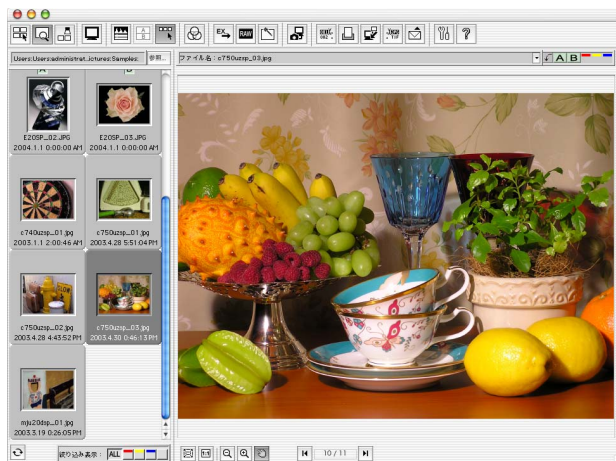 A B
EX
RAW
Users:Users:administrat...ictures:Samples:
参照...
ファイル名:c750uzsp_03.jpg
A B
E20SP_02.JPG
2004.1.1 0:00:00 AM
E20SP_03.JPG
2004.1.1 0:00:00 AM
c740uzsp_01.jpg
2003.1.1 2:00:46 AM
c750uzsp_01.jpg
2003.4.28 5:51:04 PM
c750uzsp_02.jpg
2003.4.28 4:43:52 PM
c750uzsp_03.jpg
2003.4.30 0:46:13 PM
mju20dsp_01.jpg
2003.3.19 0:26:05 PM
絞り込み表示: ALL
1:1
10 / 11